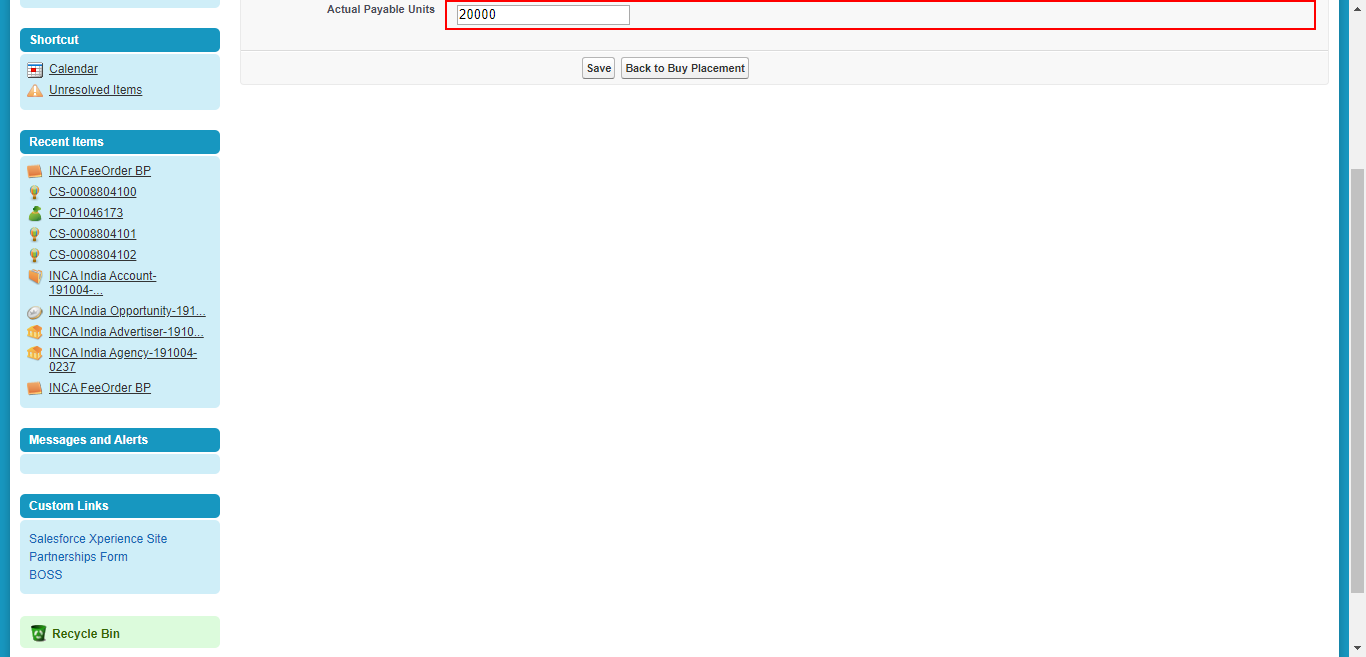 Actual Payable Units
20000
Save
Back to Buy Placement
Shortcut
Calendar
Unresolved Items
Recent Items
INCA FeeOrder BP
CS-0008804100
CP-01046173
CS-0008804101
CS-0008804102
INCA India Account-
191004-...
INCA India Opportunity-191...
INCA India Advertiser-1910...
INCA India Agency-191004-
0237
INCA FeeOrder BP
Messages and Alerts
Custom Links
Salesforce Xperience Site
Partnerships Form
BOSS
Recycle Bin